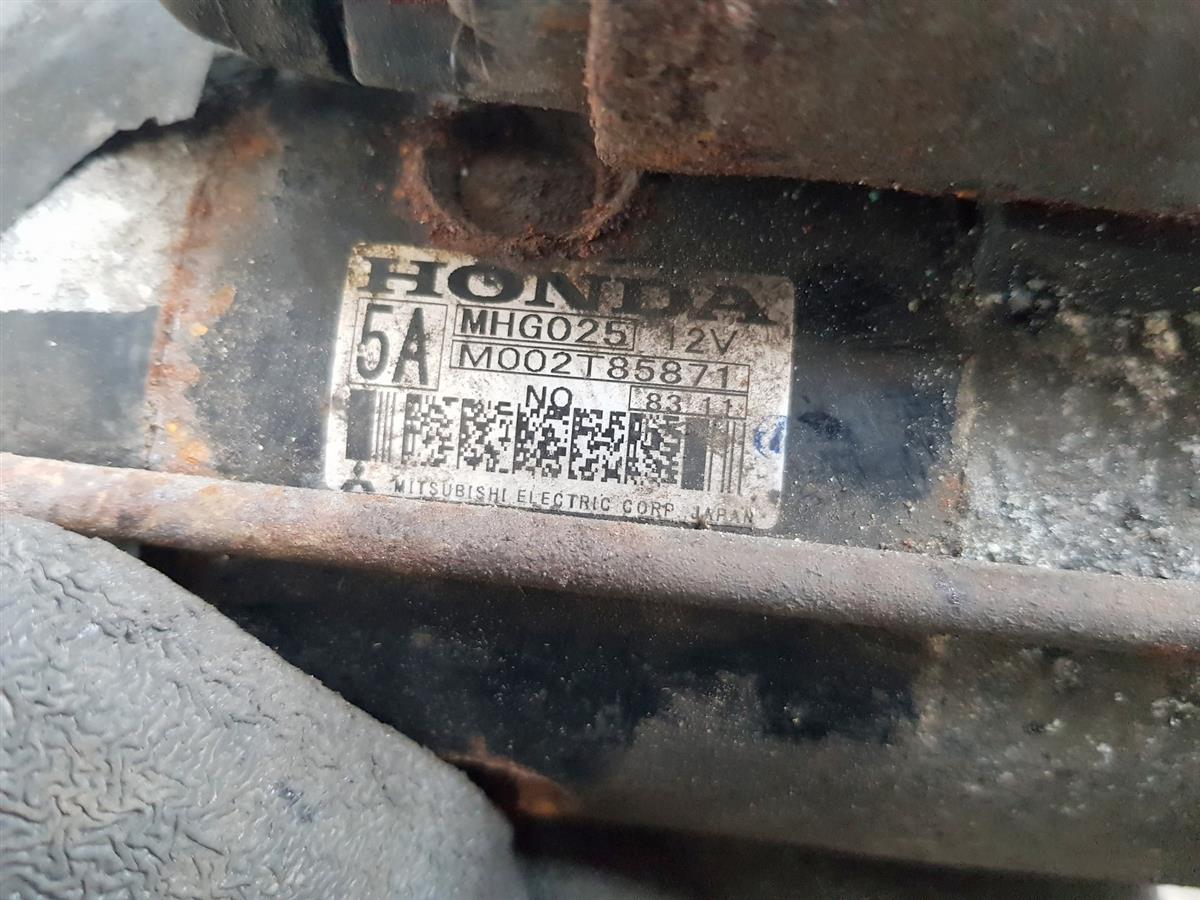 HONDA
5A MHG025 12V
M002T85871
NO 8311
MITSUBISHI ELECTRIC CORP. JAPAN